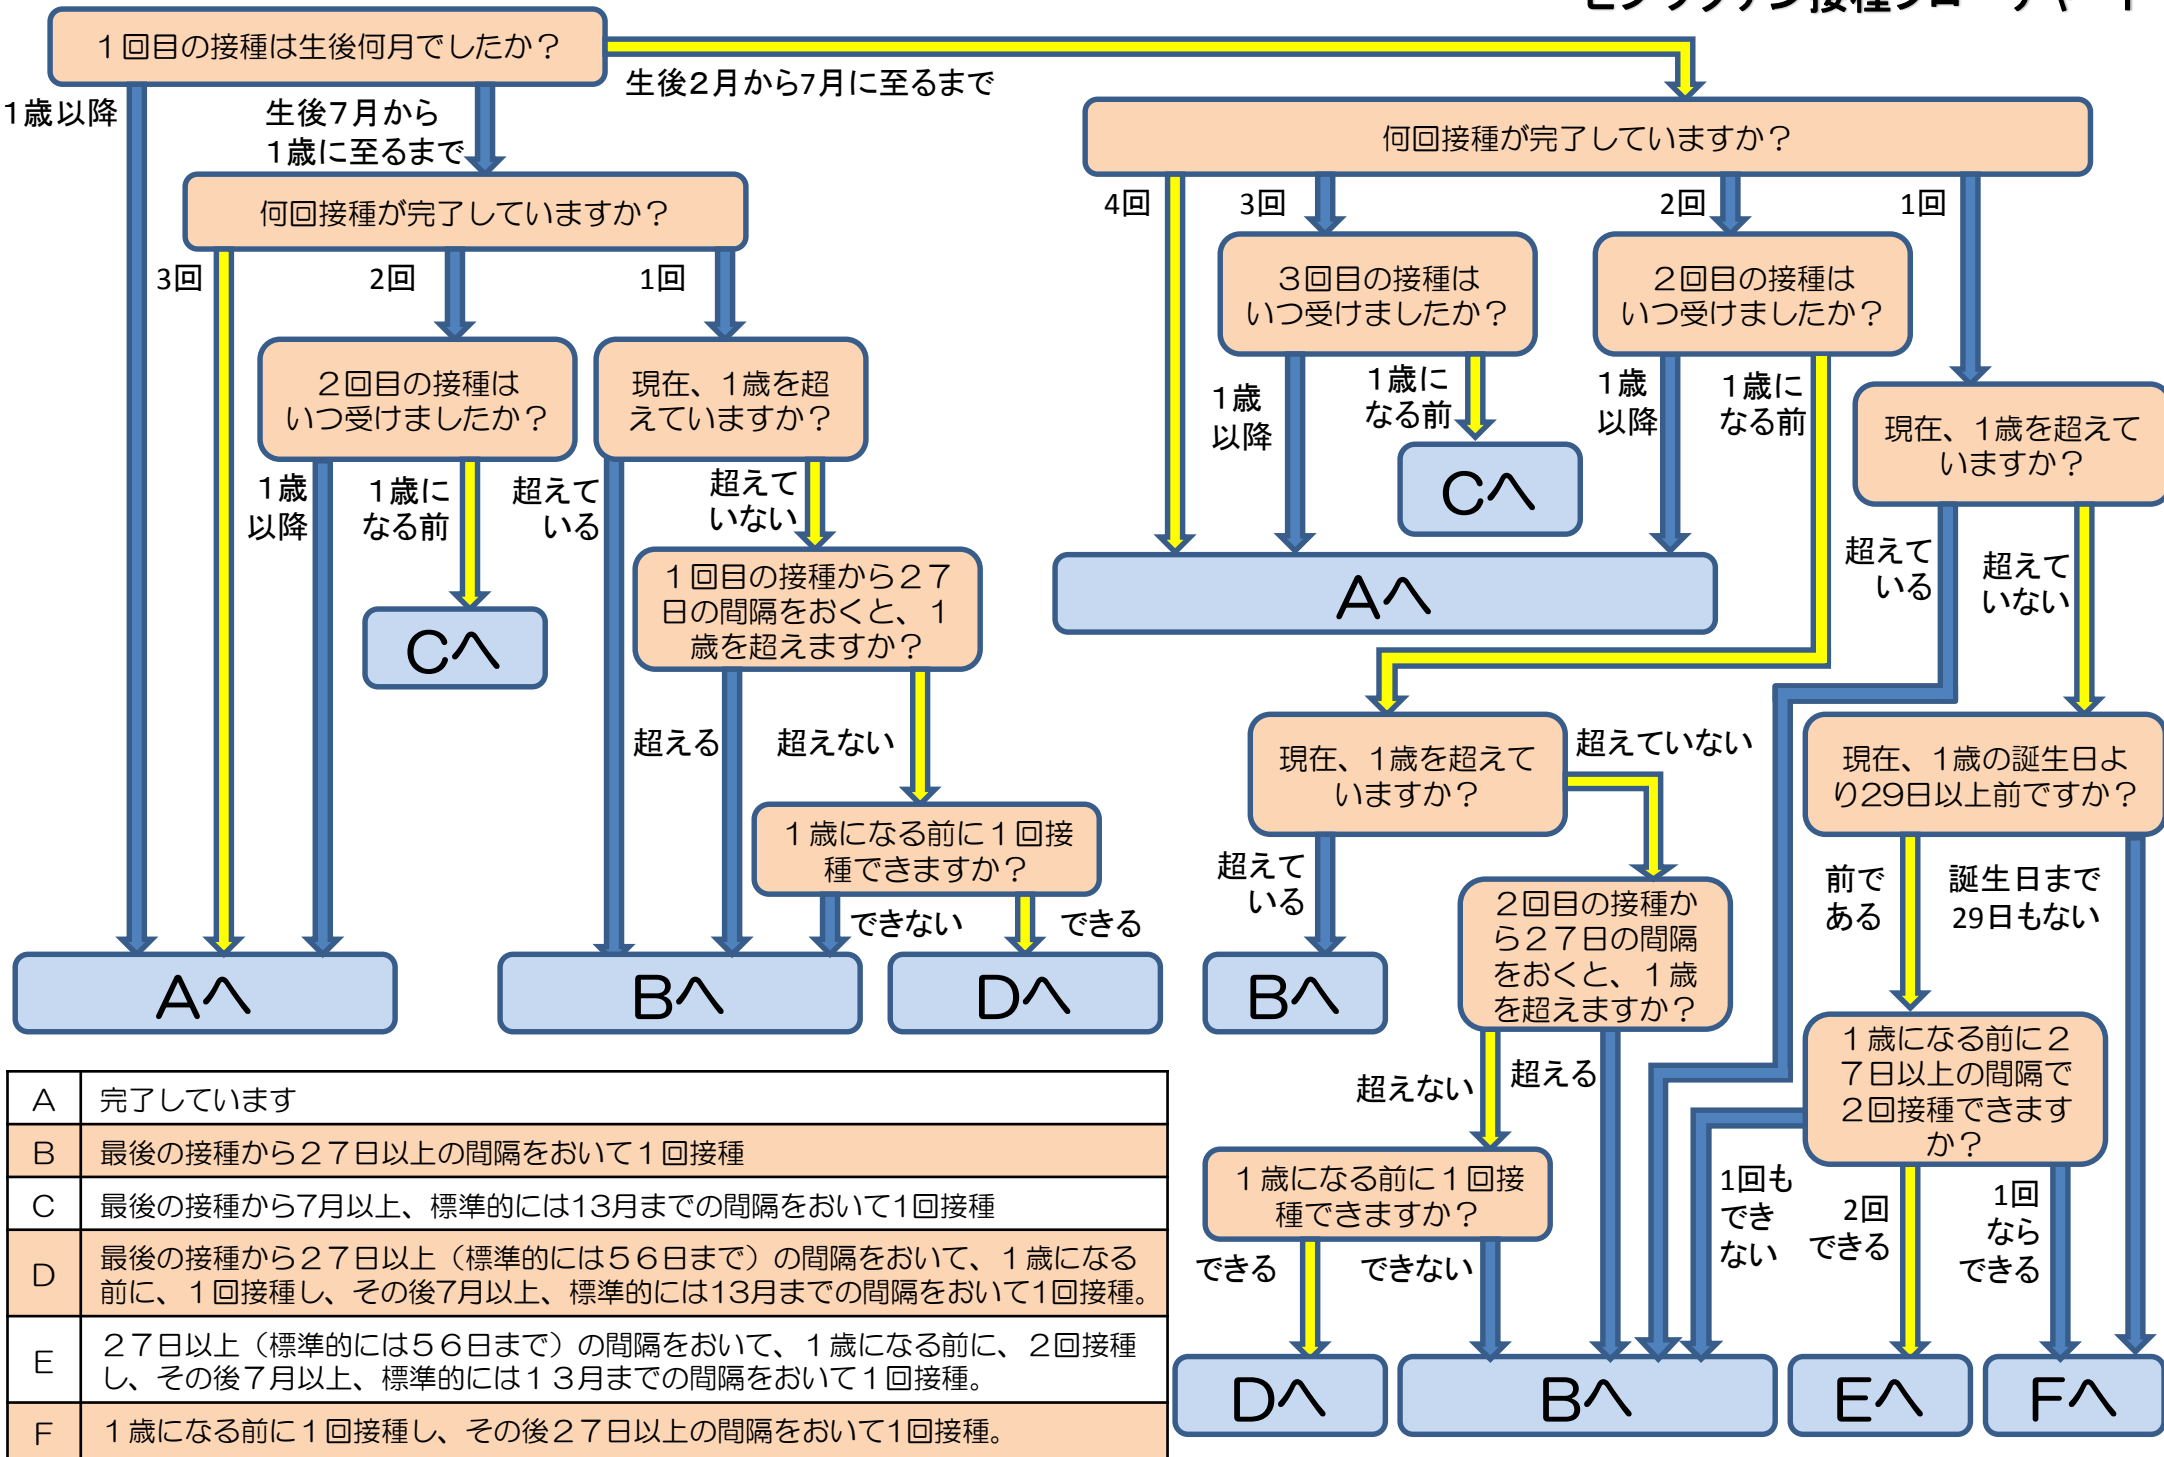 １回目の接種は生後何月でしたか？
1歳以降
生後７月から
1歳に至るまで
生後２月から7月に至るまで
何回接種が完了していますか？
3回
2回
1回
２回目の接種は
いつ受けましたか？
現在、１歳を超
えていますか？
1歳
以降
1歳に
なる前
超えて
いる
超えて
いない
Cへ
１回目の接種から２７
日の間隔をおくと、１
歳を超えますか？
超える
超えない
１歳になる前に１回接
種できますか？
できない
できる
Aへ
Bへ
Dへ
何回接種が完了していますか？
4回
3回
2回
1回
３回目の接種は
いつ受けましたか？
２回目の接種は
いつ受けましたか？
1歳
以降
1歳に
なる前
1歳
以降
1歳に
なる前
現在、1歳を超えて
いますか？
Cへ
Aへ
超えて
いる
超えて
いない
現在、1歳を超えて
いますか？
超えていない
現在、1歳の誕生日よ
り29日以上前ですか？
超えて
いる
２回目の接種か
ら２７日の間隔
をおくと、１歳
を超えますか？
前で
ある
誕生日まで
29日もない
Bへ
超えない
超える
１歳になる前に２
７日以上の間隔で
２回接種できます
か？
１歳になる前に１回接
種できますか？
1回も
でき
ない
2回
できる
1回
なら
できる
できる
できない
Dへ
Bへ
Eへ
Fへ
A 完了しています
B 最後の接種から２７日以上の間隔をおいて１回接種
C 最後の接種から7月以上、標準的には13月までの間隔をおいて1回接種
D 最後の接種から２７日以上（標準的には５６日まで）の間隔をおいて、１歳になる
前に、１回接種し、その後7月以上、標準的には13月までの間隔をおいて1回接種。
E ２７日以上（標準的には５６日まで）の間隔をおいて、１歳になる前に、２回接種
し、その後７月以上、標準的には１３月までの間隔をおいて１回接種。
F １歳になる前に１回接種し、その後２７日以上の間隔をおいて1回接種。